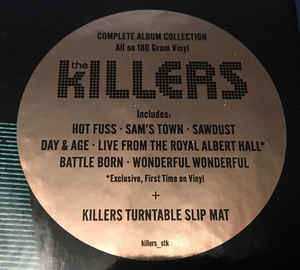 COMPLETE ALBUM COLLECTION
All on 180 Gram Vinyl
the
KILLERS
Includes:
HOT FUSS · SAM'S TOWN · SAWDUST
DAY & AGE · LIVE FROM THE ROYAL ALBERT HALL*
BATTLE BORN · WONDERFUL WONDERFUL
*Exclusive, First Time on Vinyl
+
KILLERS TURNTABLE SLIP MAT
killers_stk